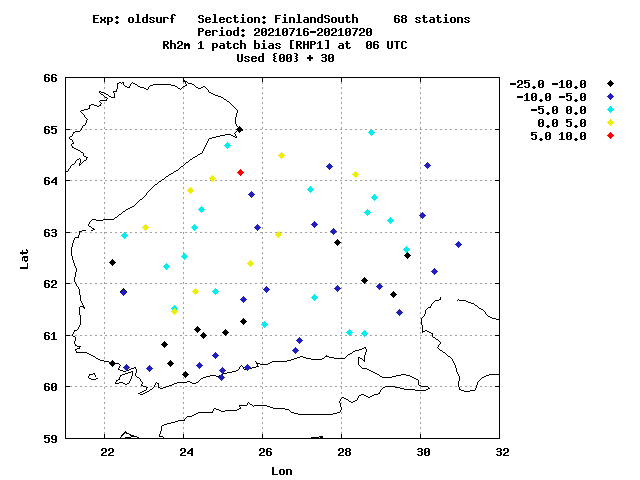 Exp: oldsurf   Selection: FinlandSouth     68 stations
Period: 20210716-20210720
Rh2m 1 patch bias [RHP1] at  06 UTC
Used {00} + 30
-25.0 -10.0
-10.0 -5.0
-5.0 0.0
0.0 5.0
5.0 10.0
66
65
64
63
62
61
60
59
Lat
22 24 26 28 30 32
Lon